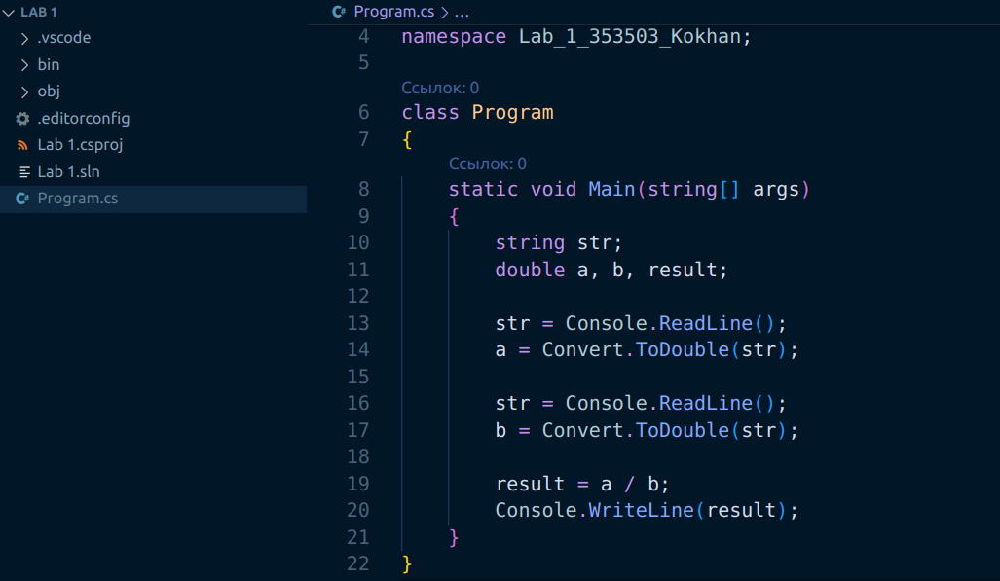 LAB 1
.vscode
bin
obj
.editorconfig
Lab 1.csproj
Lab 1.sln
Program.cs
C# Program.cs > ...
4 namespace Lab_1_353503_Kokhan;
5
Ссылок: 0
6 class Program
7 {
Ссылок: 0
8 static void Main(string[] args)
9 {
10 string str;
11 double a, b, result;
12
13 str = Console.ReadLine();
14 a = Convert.ToDouble(str);
15
16 str = Console.ReadLine();
17 b = Convert.ToDouble(str);
18
19 result = a / b;
20 Console.WriteLine(result);
21 }
22 }